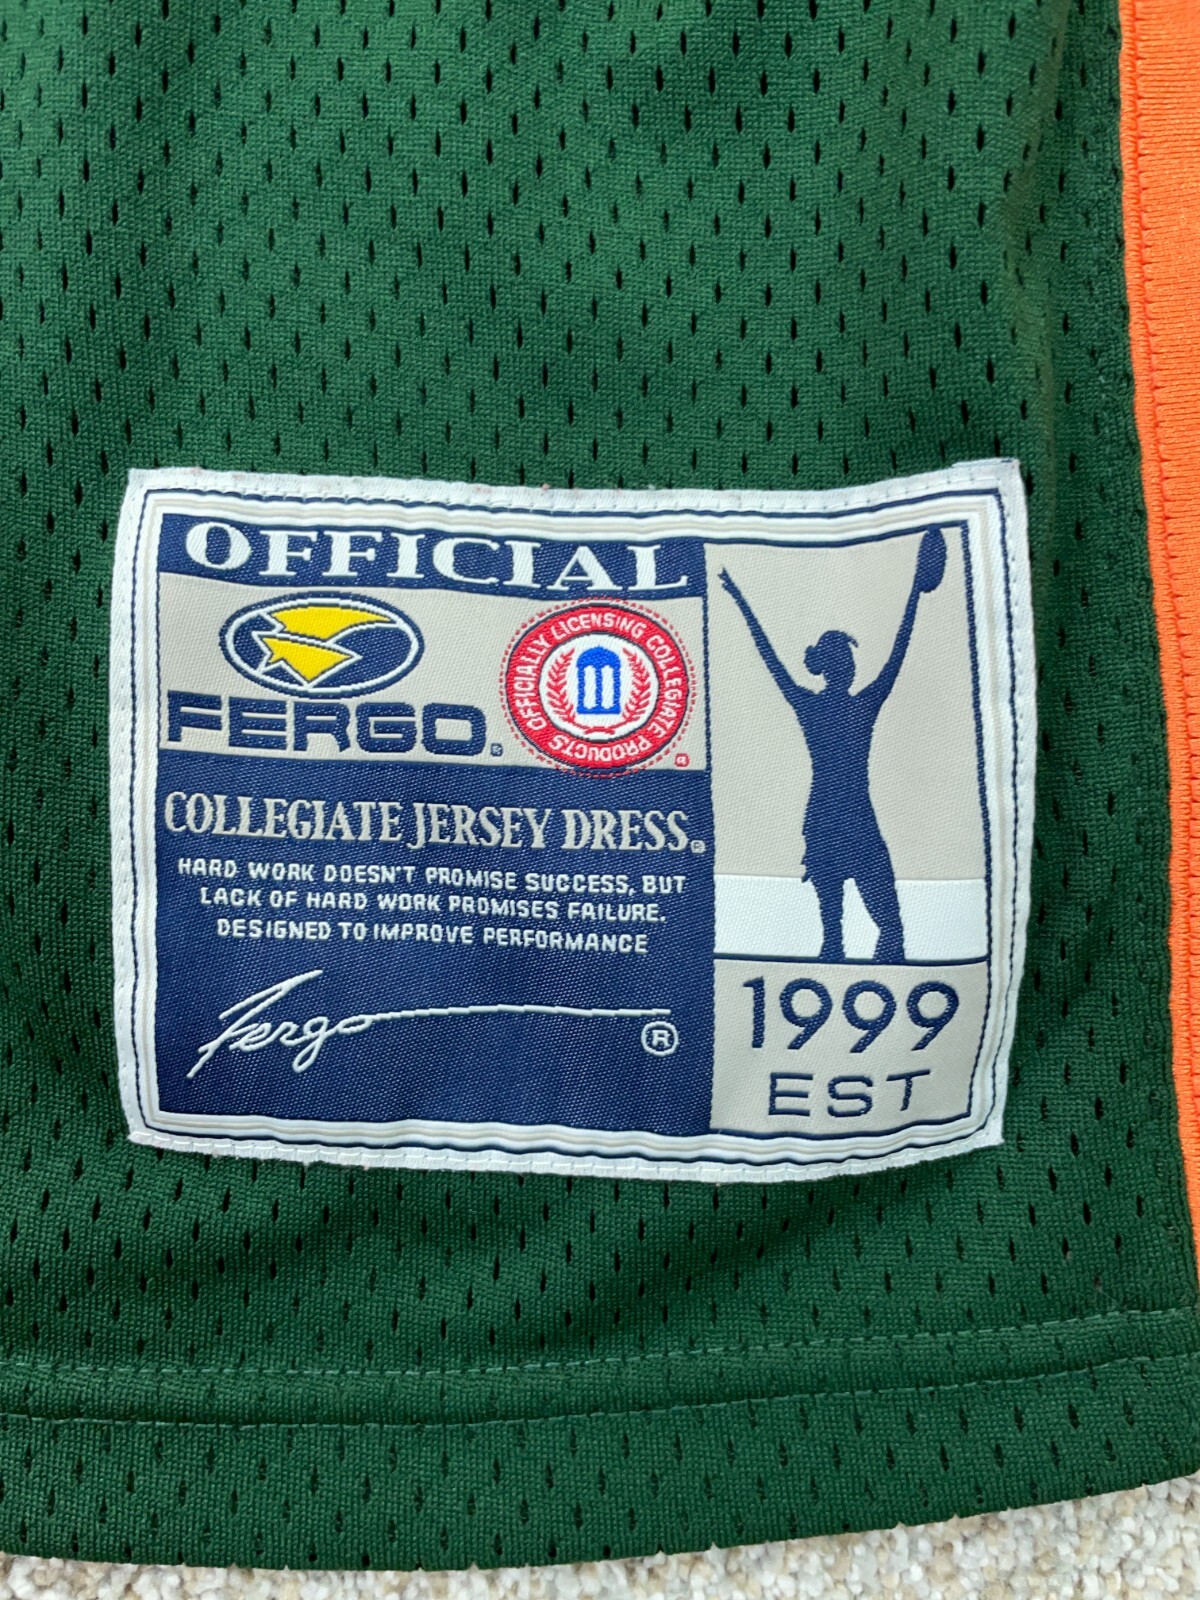 OFFICIAL
FERGO®
OFFICIALLY LICENSING COLLEGIATE PRODUCTS
®
COLLEGIATE JERSEY DRESS®
HARD WORK DOESN'T PROMISE SUCCESS, BUT
LACK OF HARD WORK PROMISES FAILURE.
DESIGNED TO IMPROVE PERFORMANCE
Fergo ®
1999
EST